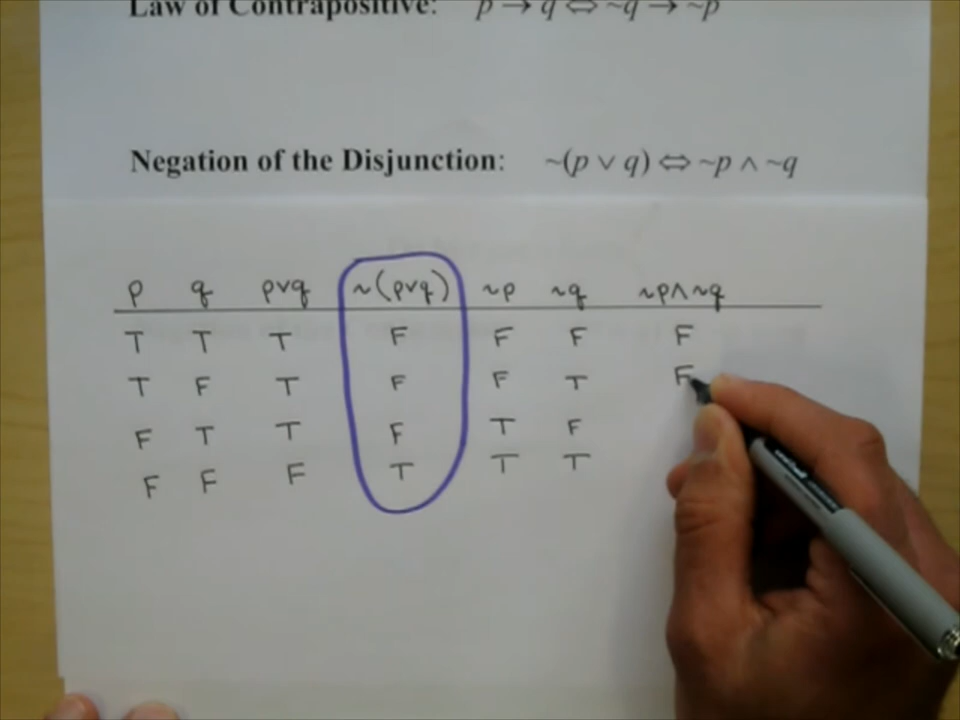 Law of Contrapositive: p → q ⇔ ~q → ~p
Negation of the Disjunction: ~(p ∨ q) ⇔ ~p ∧ ~q
p q p∨q ~(p∨q) ~p ~q ~p∧~q
T T T F F F F
T F T F F T F
F T T F T F
F F F T T T